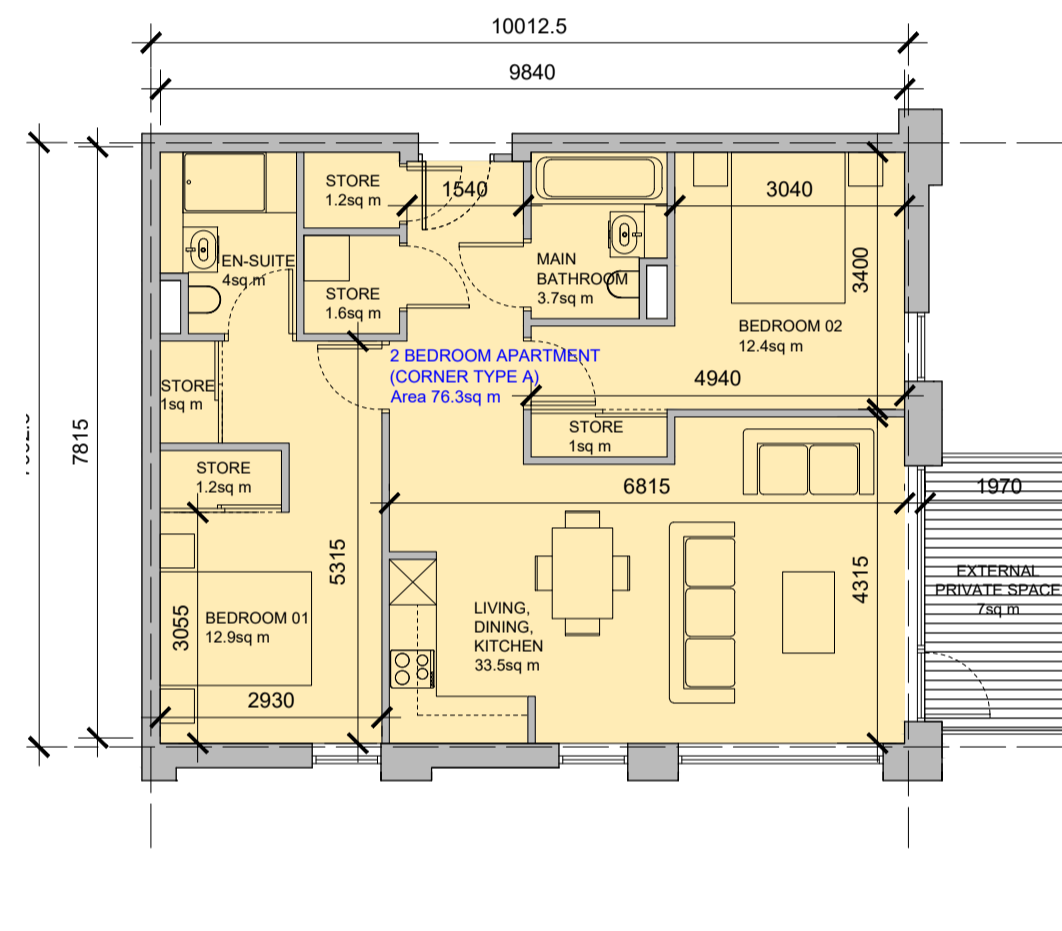 10012.5
9840
STORE
1.2sq m
1540
3040
EN-SUITE
4sq m
MAIN
BATHROOM
3.7sq m
3400
STORE
1.6sq m
BEDROOM 02
12.4sq m
2 BEDROOM APARTMENT
(CORNER TYPE A)
Area 76.3sq m
4940
STORE
1sq m
7815
STORE
1sq m
STORE
1.2sq m
6815
1970
5315
4315
EXTERNAL
PRIVATE SPACE
7sq m
LIVING,
DINING,
KITCHEN
33.5sq m
3055
BEDROOM 01
12.9sq m
2930